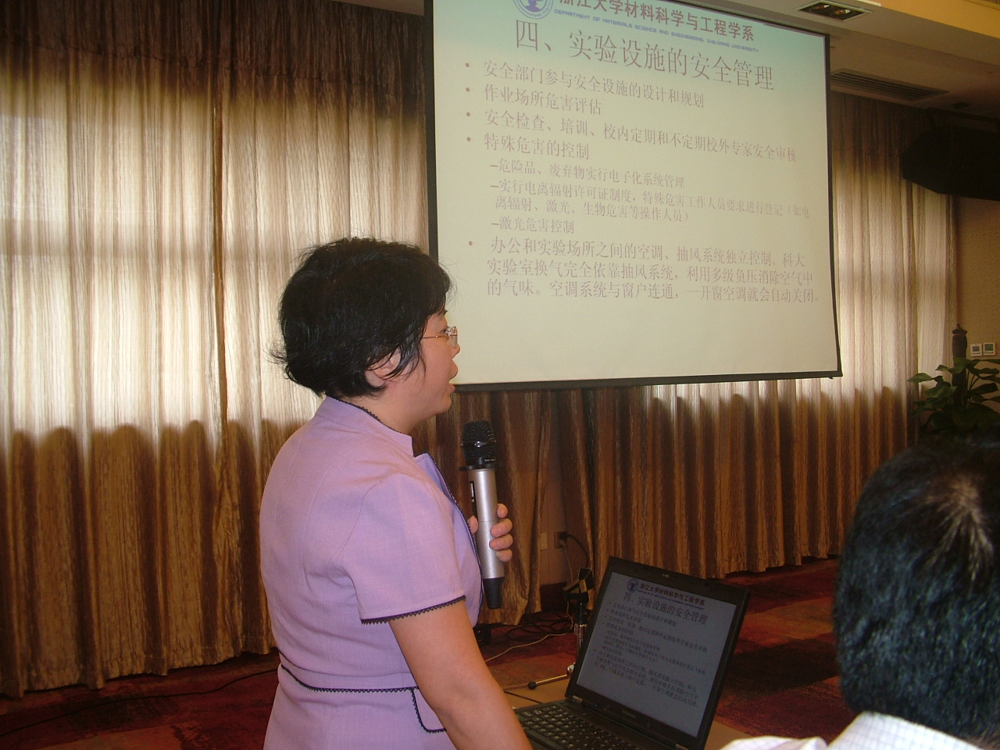 浙江大学材料科学与工程学系
DEPARTMENT OF MATERIALS SCIENCE AND ENGINEERING, ZHEJIANG UNIVERSITY
四、实验设施的安全管理
• 安全部门参与安全设施的设计和规划
• 作业场所危害评估
• 安全检查、培训、校内定期和不定期校外专家安全审核
• 特殊危害的控制
–危险品、废弃物实行电子化系统管理
–实行电离辐射许可证制度，特殊危害工作人员要求进行登记（如电
离辐射、激光、生物危害等操作人员）
–激光危害控制
• 办公和实验场所之间的空调、抽风系统独立控制。科大
实验室换气完全依靠抽风系统，利用多级负压消除空气中
的气味。空调系统与窗户连通，一开窗空调就会自动关闭。
浙江大学材料科学与工程学系
四、实验设施的安全管理